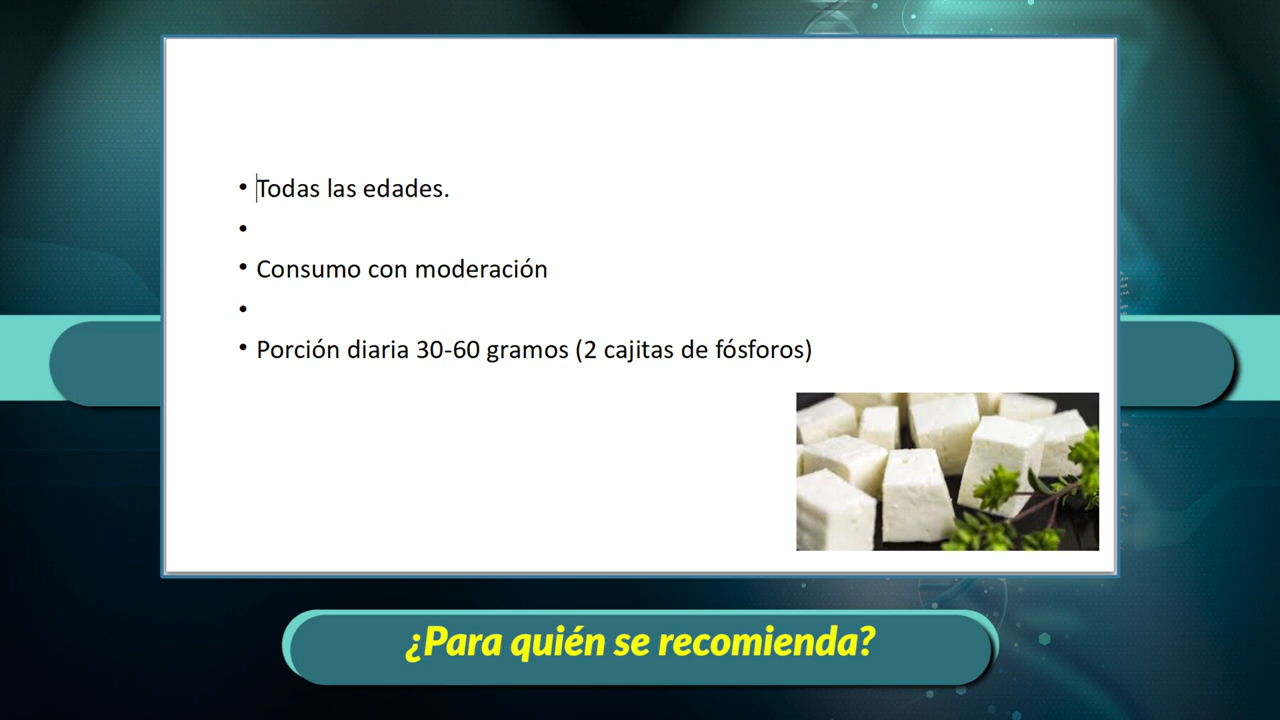 • Todas las edades.
•
• Consumo con moderación
•
• Porción diaria 30-60 gramos (2 cajitas de fósforos)
¿Para quién se recomienda?